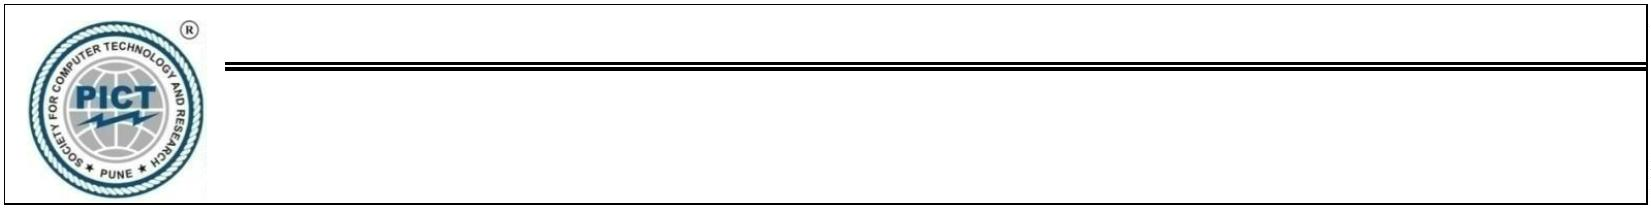 ®
SOCIETY FOR COMPUTER TECHNOLOGY AND RESEARCH
PICT
★ PUNE ★